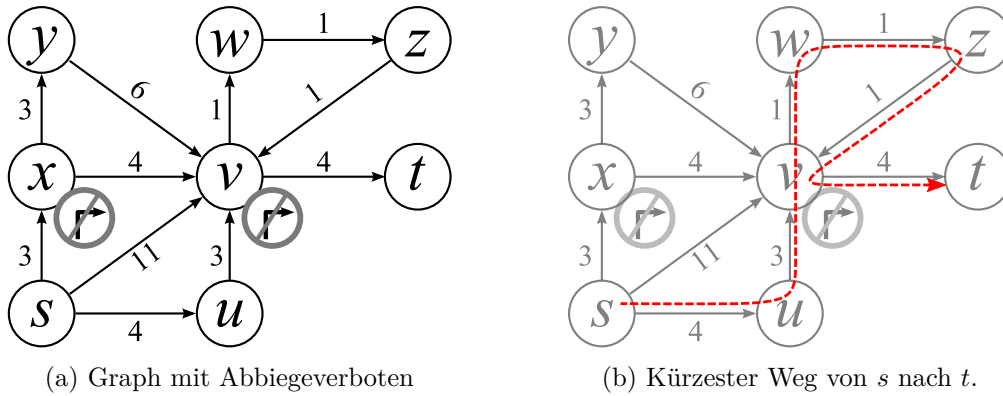 y w 1 z
3 6 1 1
x 4 v 4 t
3 11 3
s 4 u
(a) Graph mit Abbiegeverboten
y w 1 z
3 6 1 1
x 4 v 4 t
3 11 3
s 4 u
(b) Kürzester Weg von s nach t.